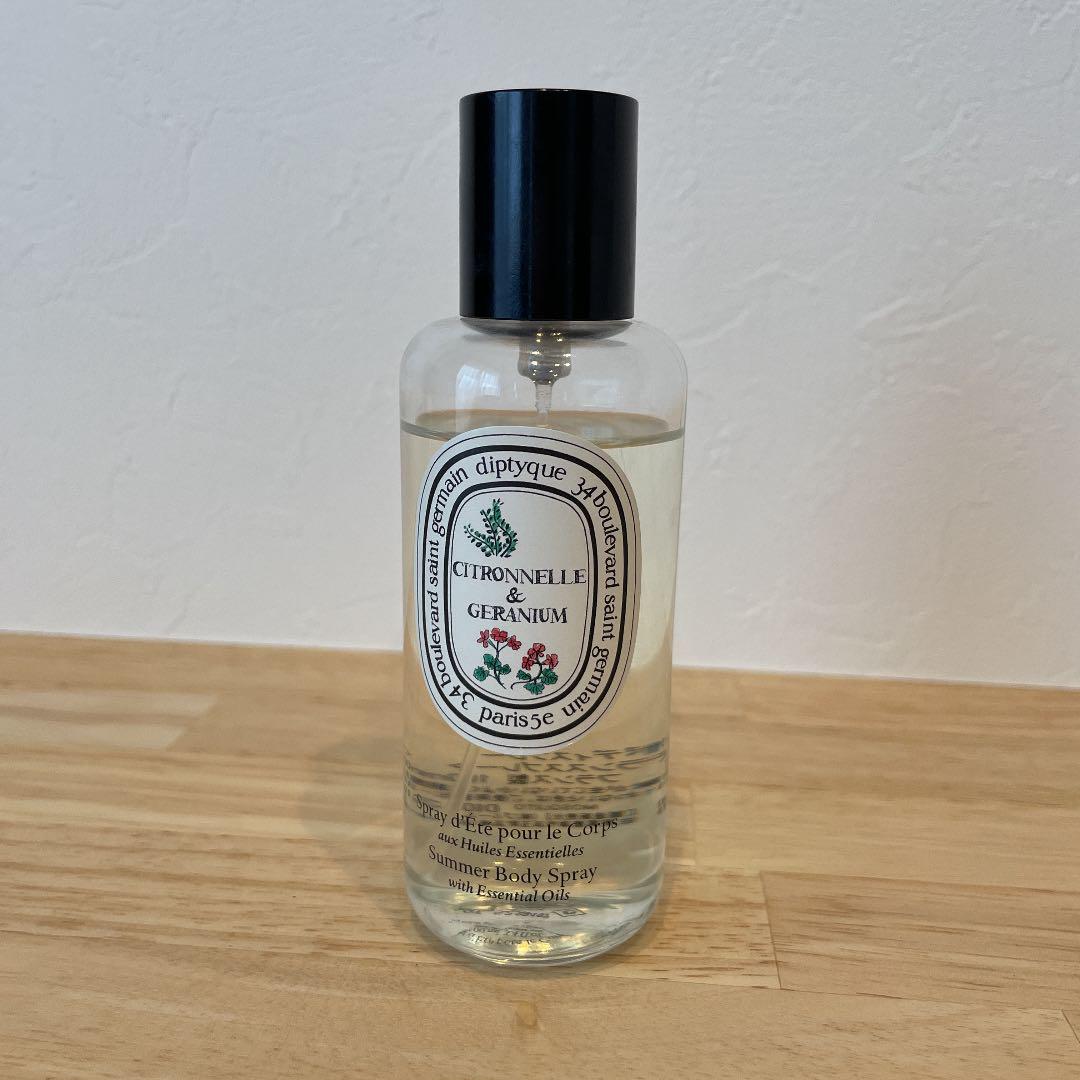 diptyque 34 boulevard saint germain paris5e 34 boulevard saint germain
CITRONNELLE
&
GERANIUM
Spray d'Été pour le Corps
aux Huiles Essentielles
Summer Body Spray
with Essential Oils